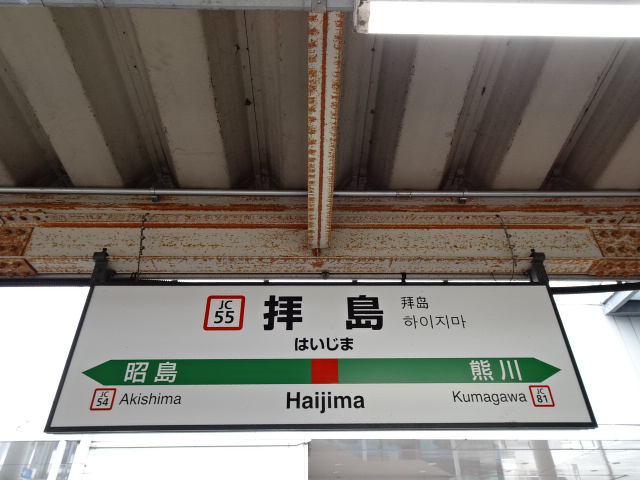 JC 55 拝島 拝岛
하이지마
はいじま
昭島 熊川
JC 54 Akishima Haijima Kumagawa JC 81